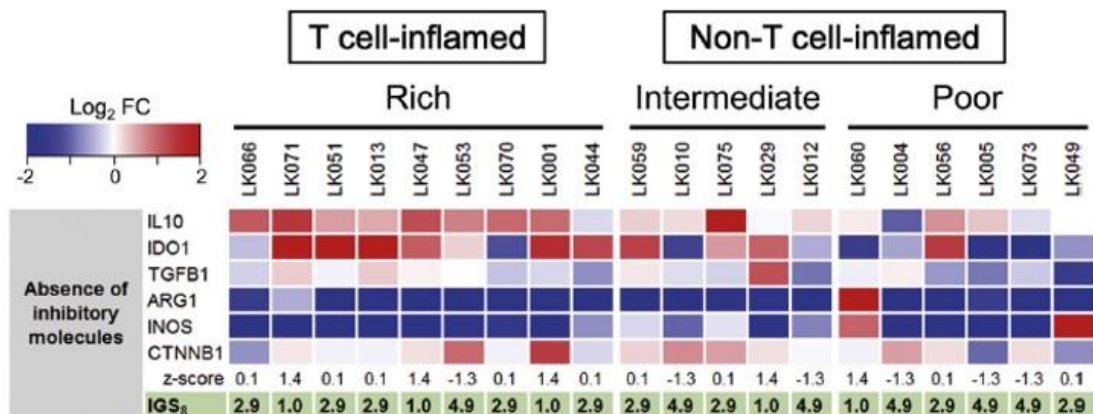 T cell-inflamed Non-T cell-inflamed
Log2 FC Rich Intermediate Poor
-2 0 2
LK066 LK071 LK051 LK013 LK047 LK053 LK070 LK001 LK044 LK059 LK010 LK075 LK029 LK012 LK060 LK004 LK056 LK005 LK073 LK049
Absence of
inhibitory
molecules
IL10
IDO1
TGFB1
ARG1
INOS
CTNNB1
z-score 0.1 1.4 0.1 0.1 1.4 -1.3 0.1 1.4 0.1 0.1 -1.3 0.1 1.4 -1.3 1.4 -1.3 0.1 -1.3 -1.3 0.1
IGS8 2.9 1.0 2.9 2.9 1.0 4.9 2.9 1.0 2.9 2.9 4.9 2.9 1.0 4.9 1.0 4.9 2.9 4.9 4.9 2.9